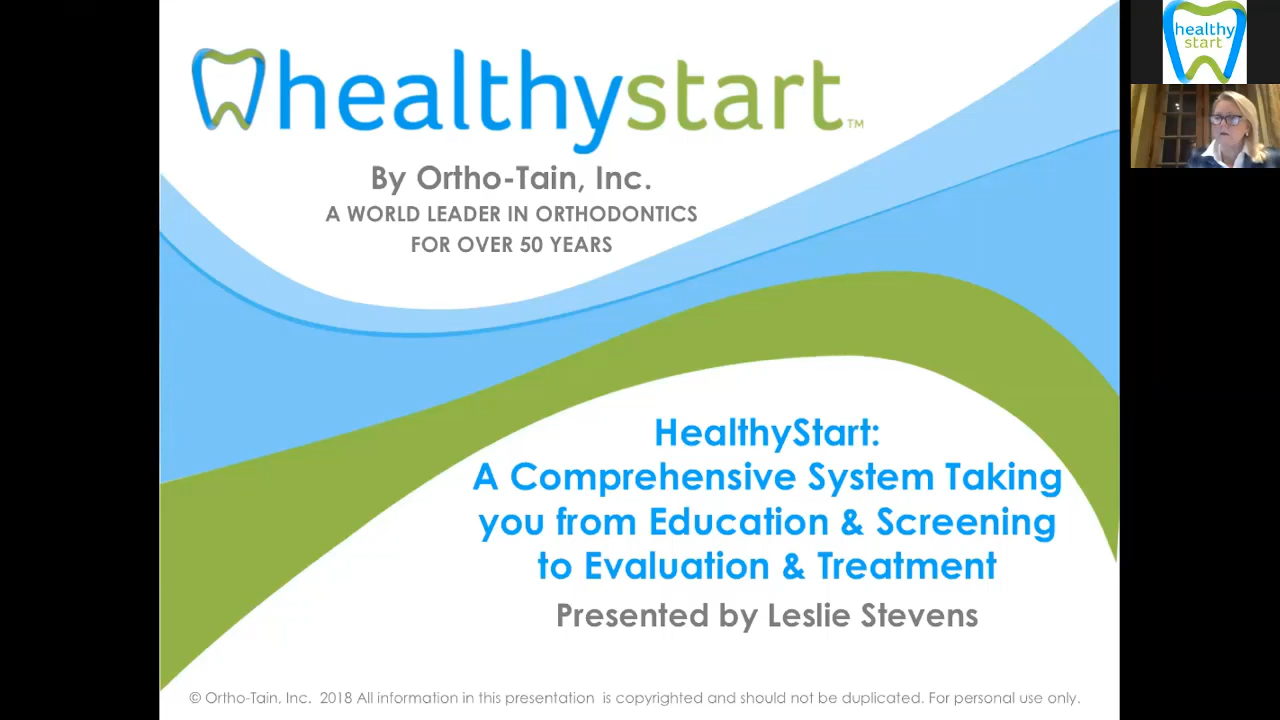 healthystart™
By Ortho-Tain, Inc.
A WORLD LEADER IN ORTHODONTICS
FOR OVER 50 YEARS
HealthyStart:
A Comprehensive System Taking
you from Education & Screening
to Evaluation & Treatment
Presented by Leslie Stevens
© Ortho-Tain, Inc. 2018 All information in this presentation is copyrighted and should not be duplicated. For personal use only.
healthy
start